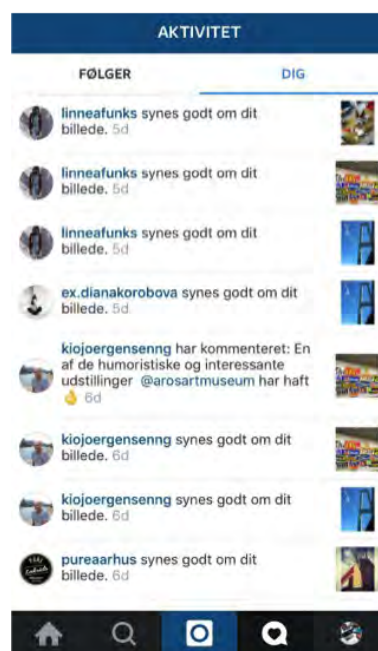 AKTIVITET
FØLGER
DIG
linneafunks synes godt om dit
billede. 5d
linneafunks synes godt om dit
billede. 5d
linneafunks synes godt om dit
billede. 5d
ex.dianakorobova synes godt om dit
billede. 5d
kiojoergensenng har kommenteret: En
af de humoristiske og interessante
udstillinger @arosartmuseum har haft
👌 6d
kiojoergensenng synes godt om dit
billede. 6d
kiojoergensenng synes godt om dit
billede. 6d
pureaarhus synes godt om dit
billede. 6d